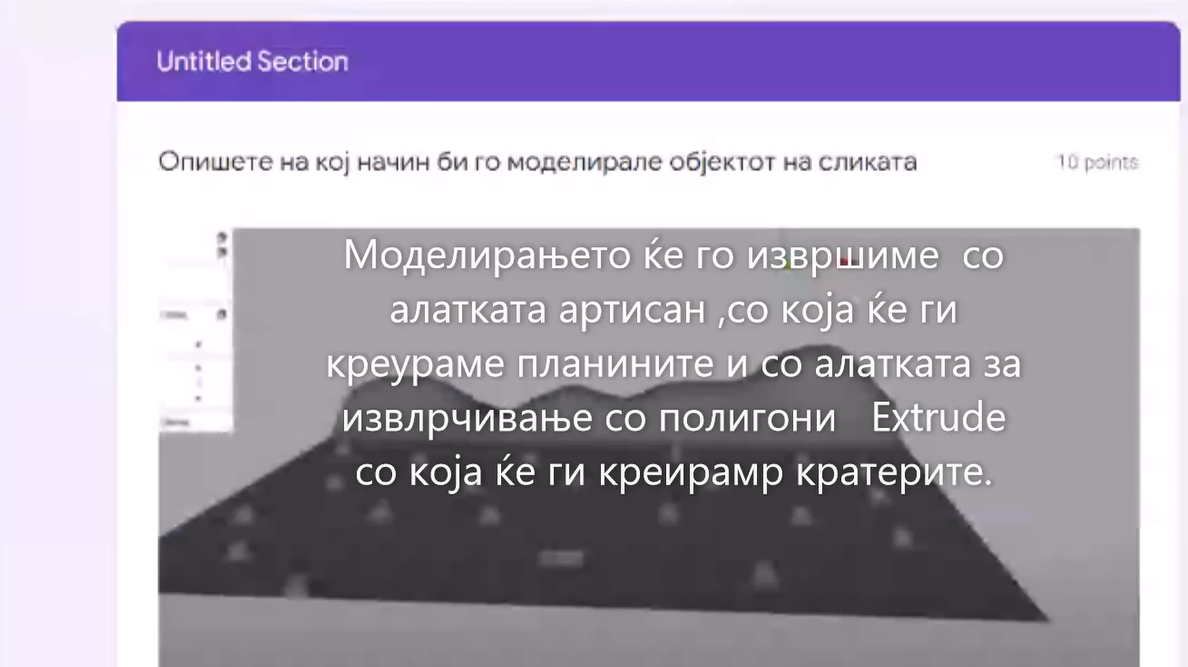 Untitled Section
Опишете на кој начин би го моделирале објектот на сликата
10 points
Моделирањето ќе го извршиме со
алатката артисан ,со која ќе ги
креураме планините и со алатката за
извлрчивање со полигони Extrude
со која ќе ги креирамр кратерите.